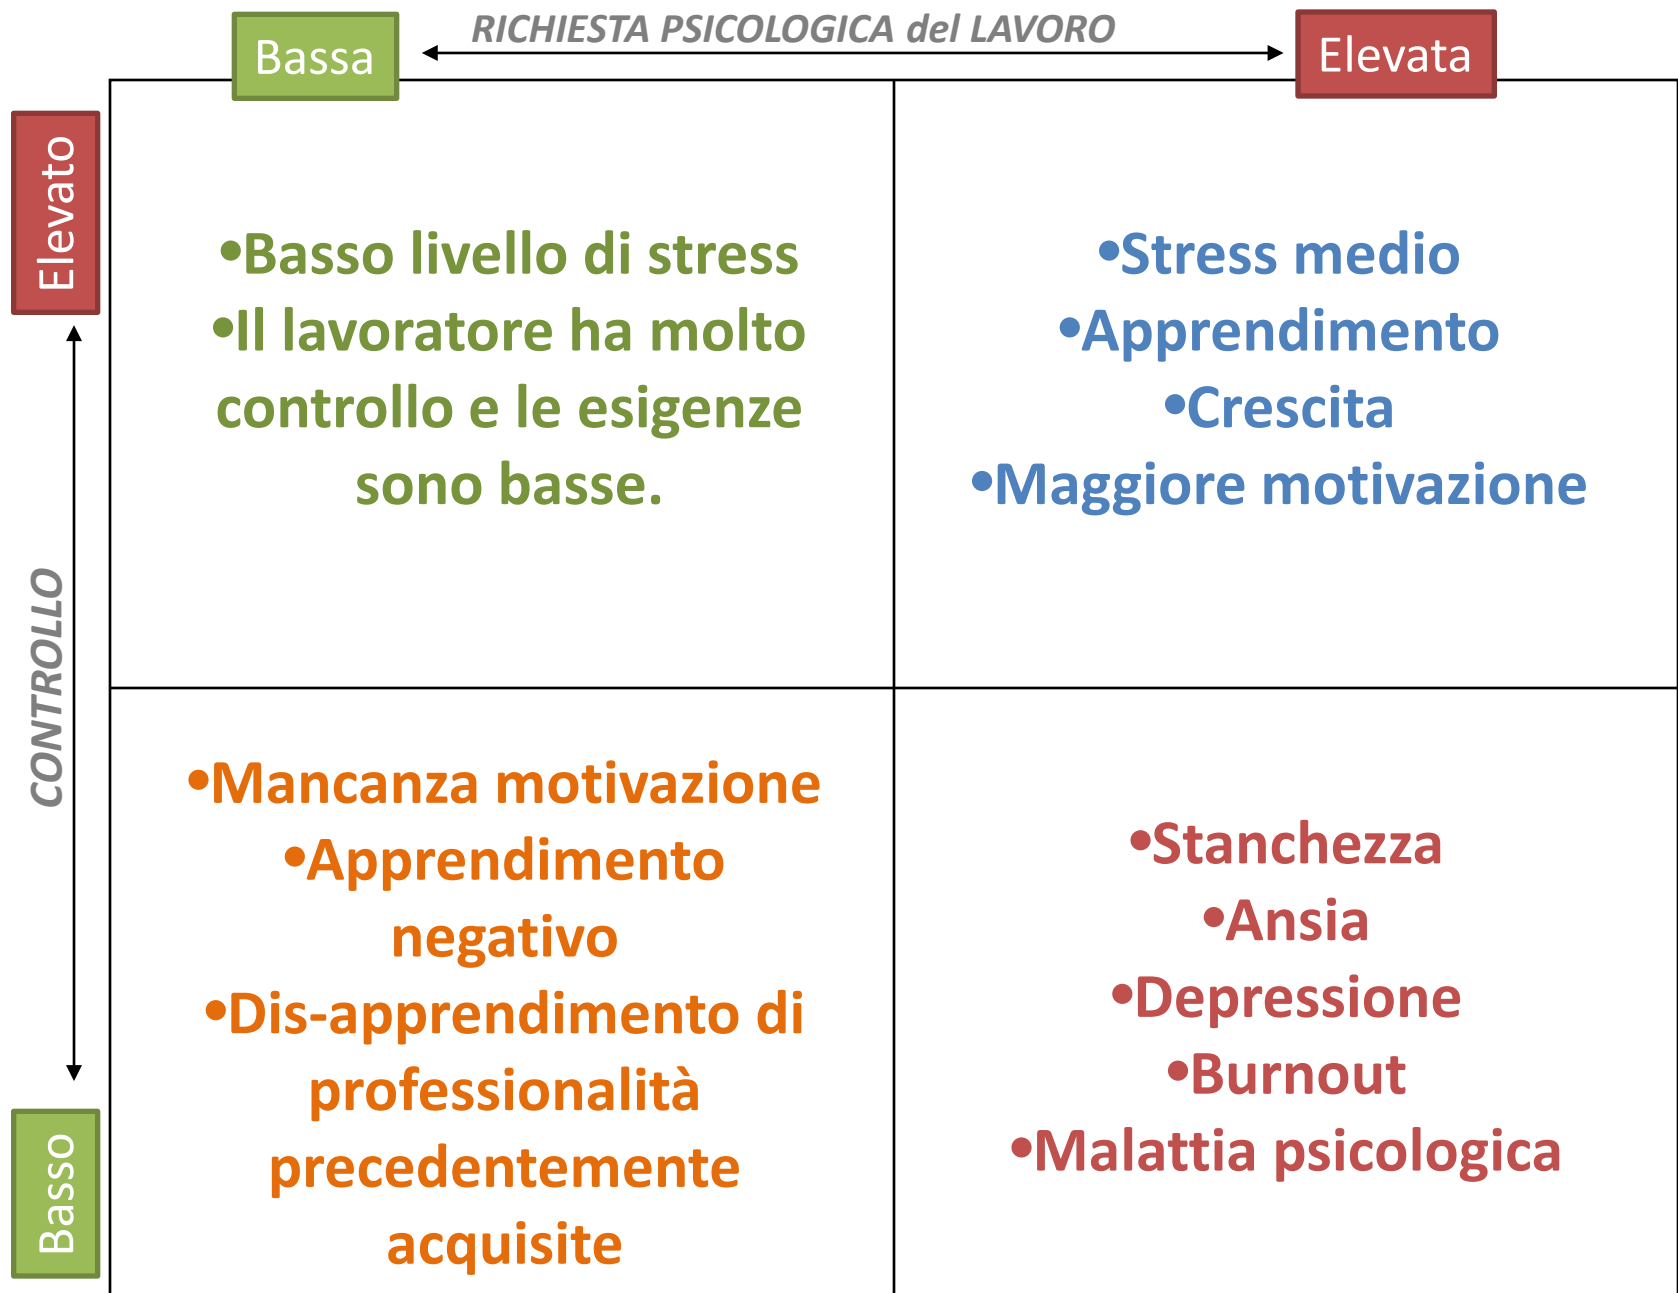 RICHIESTA PSICOLOGICA del LAVORO
Bassa
Elevata
Elevato
CONTROLLO
Basso
•Basso livello di stress
•Il lavoratore ha molto
controllo e le esigenze
sono basse.
•Stress medio
•Apprendimento
•Crescita
•Maggiore motivazione
•Mancanza motivazione
•Apprendimento
negativo
•Dis-apprendimento di
professionalità
precedentemente
acquisite
•Stanchezza
•Ansia
•Depressione
•Burnout
•Malattia psicologica